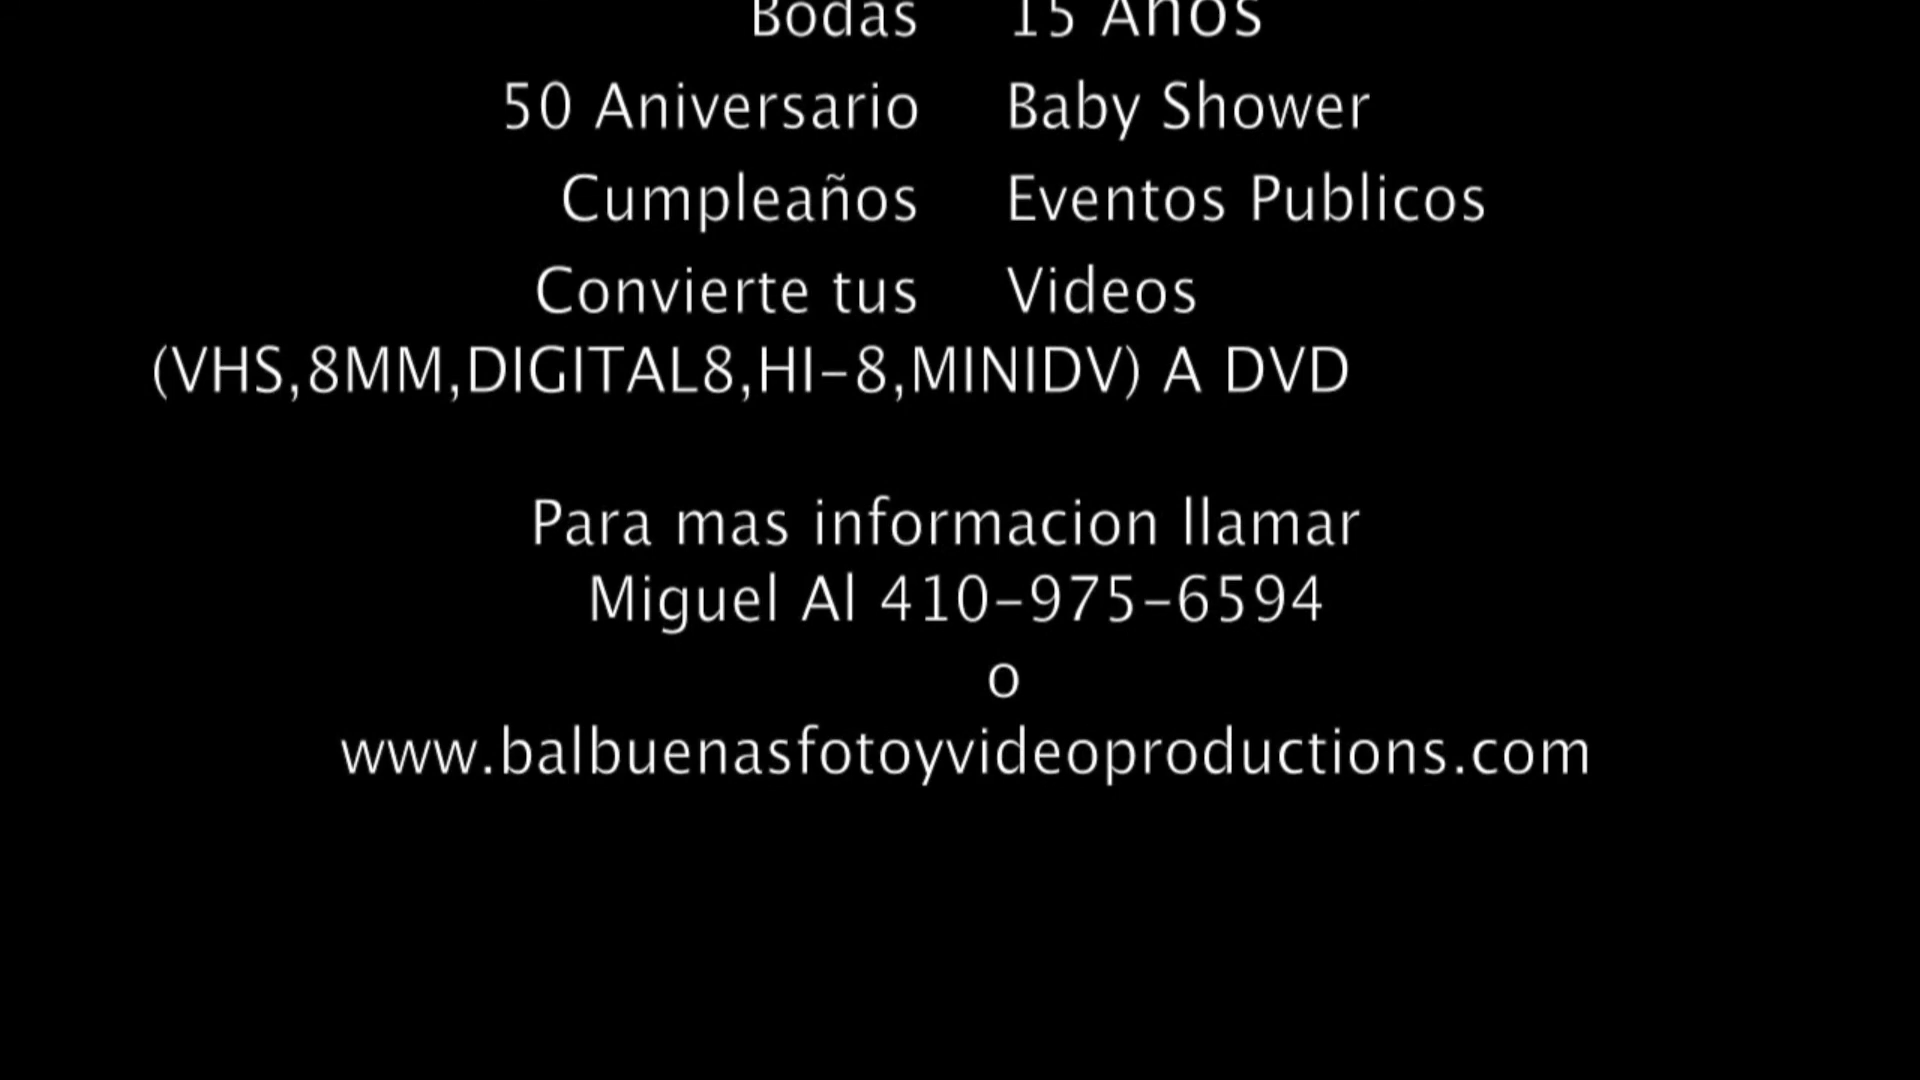 Bodas 15 Años
50 Aniversario Baby Shower
Cumpleaños Eventos Publicos
Convierte tus Videos
(VHS,8MM,DIGITAL8,HI-8,MINIDV) A DVD
Para mas informacion llamar
Miguel Al 410-975-6594
o
www.balbuenasfotoyvideoproductions.com